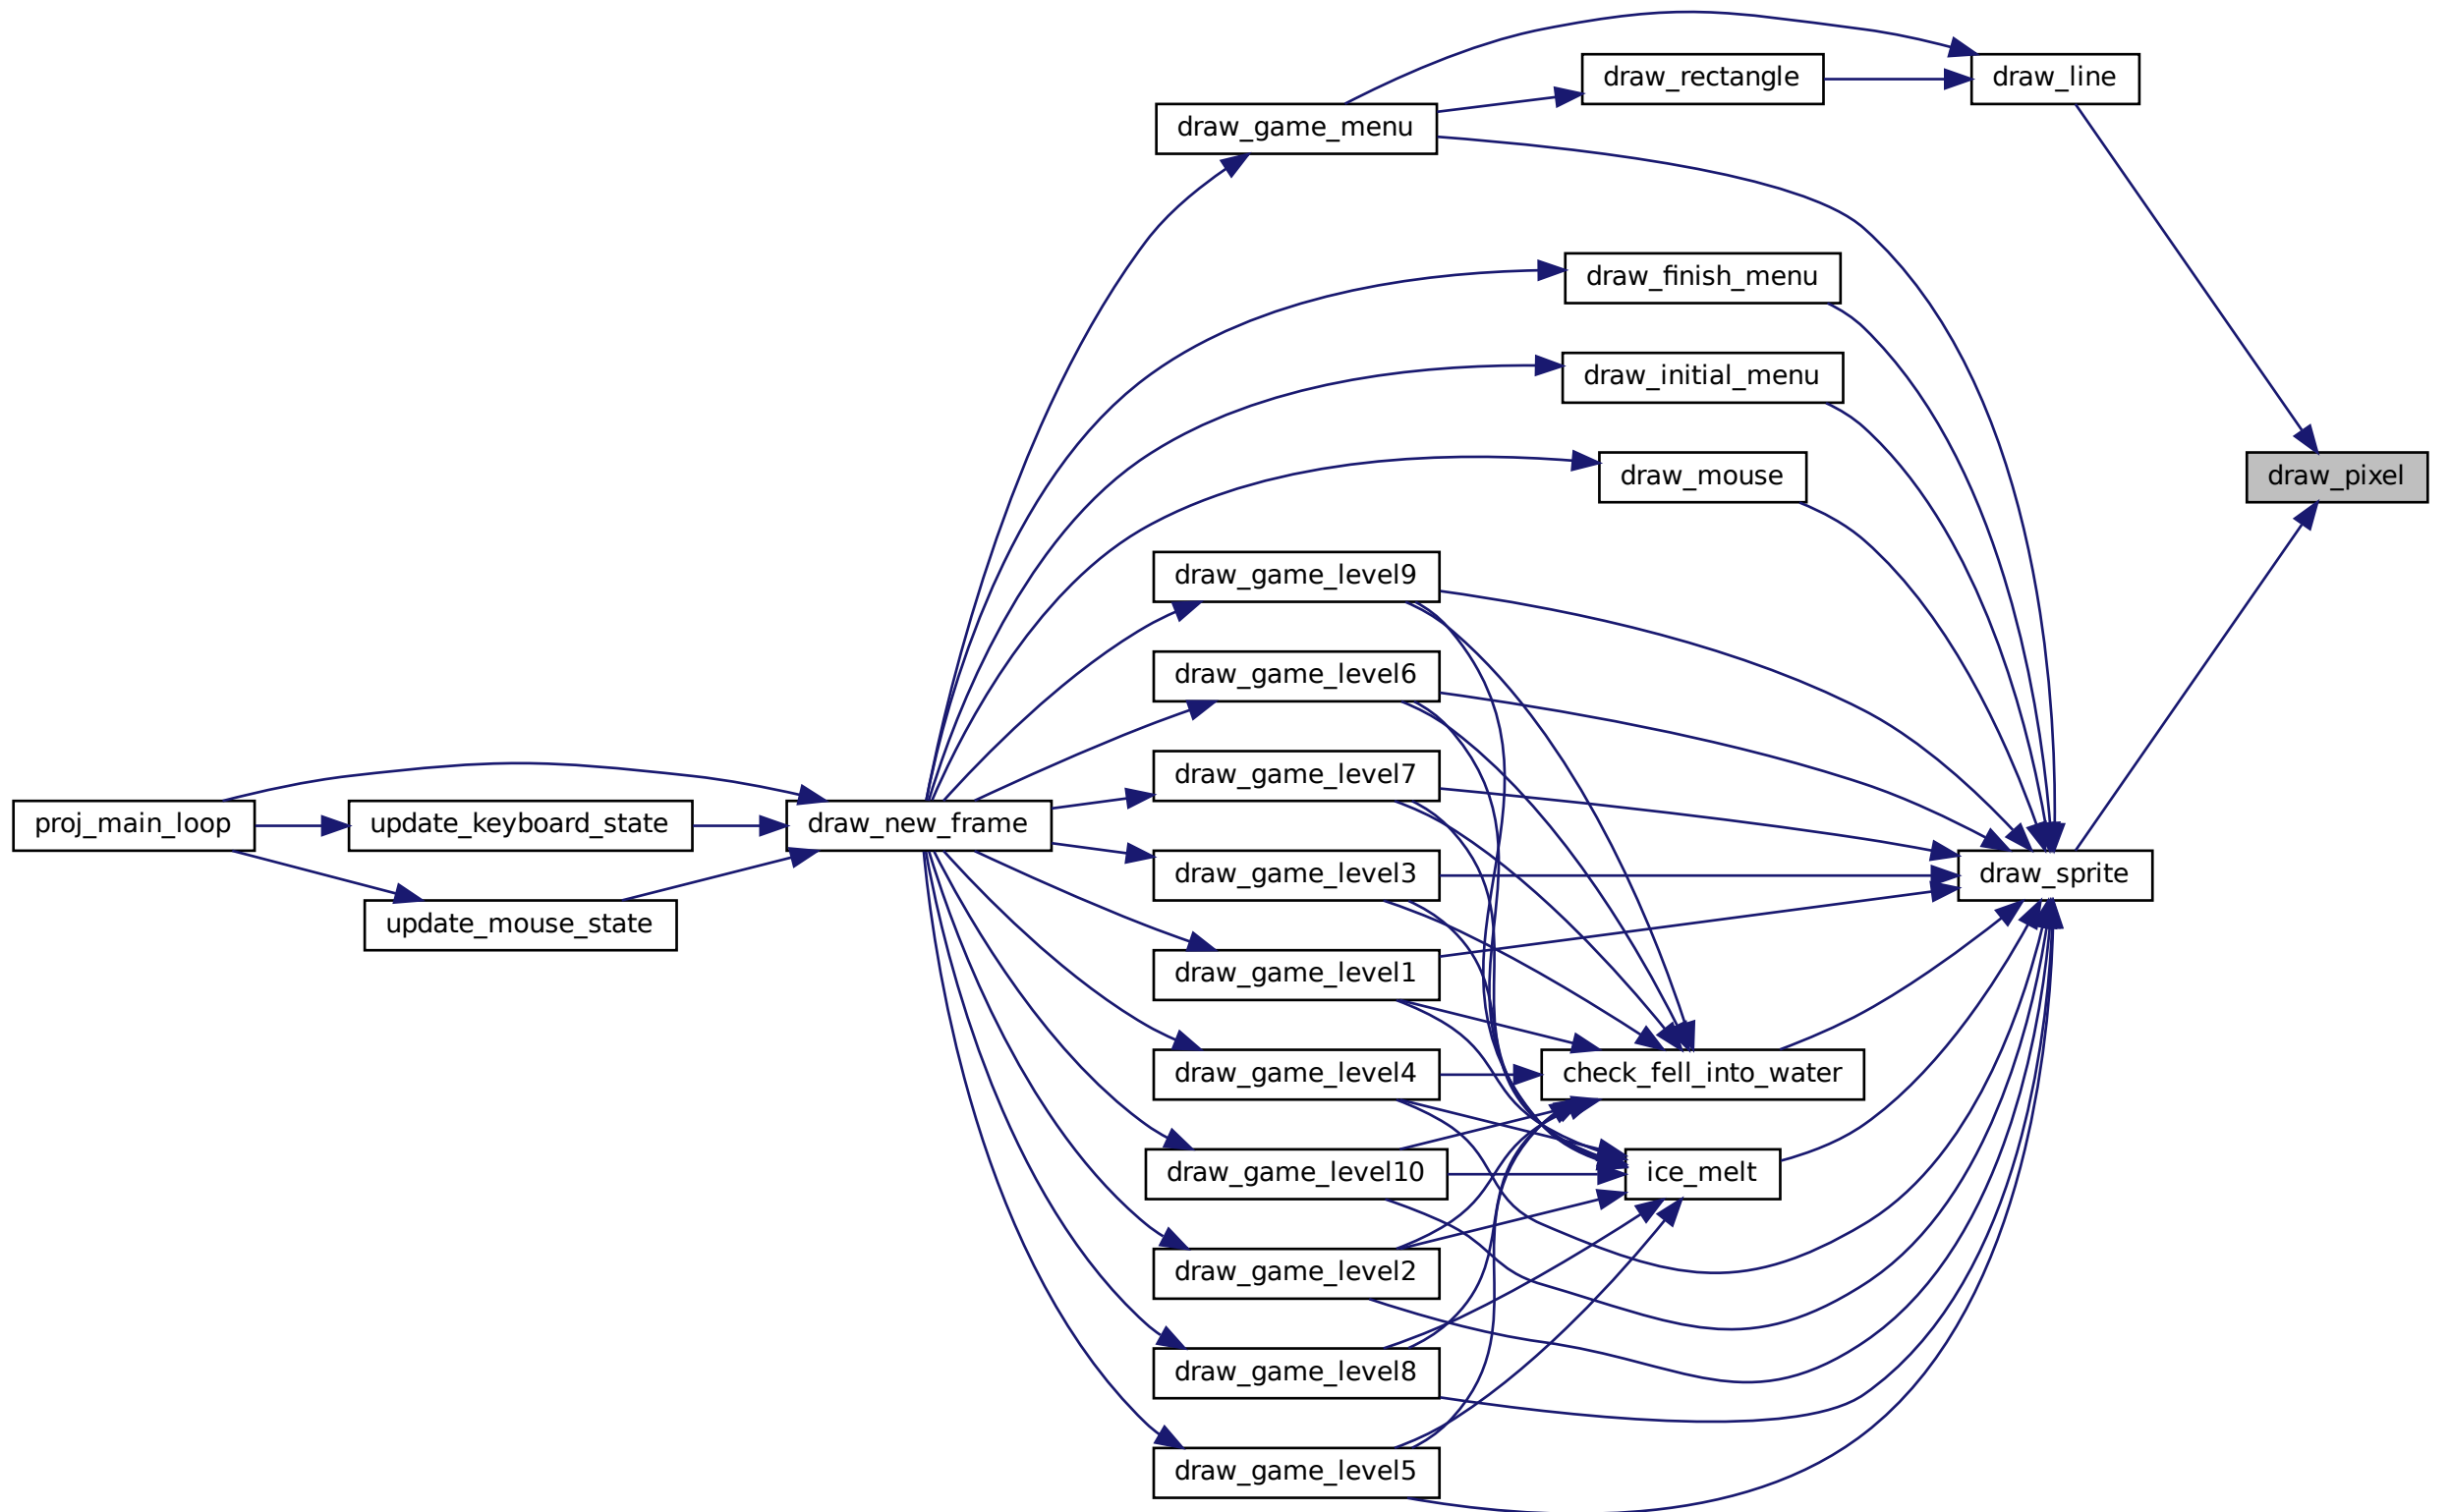 draw_line
draw_rectangle
draw_game_menu
draw_finish_menu
draw_initial_menu
draw_mouse
draw_pixel
draw_game_level9
draw_game_level6
draw_game_level7
proj_main_loop
update_keyboard_state
draw_new_frame
draw_game_level3
draw_sprite
update_mouse_state
draw_game_level1
draw_game_level4
check_fell_into_water
draw_game_level10
ice_melt
draw_game_level2
draw_game_level8
draw_game_level5